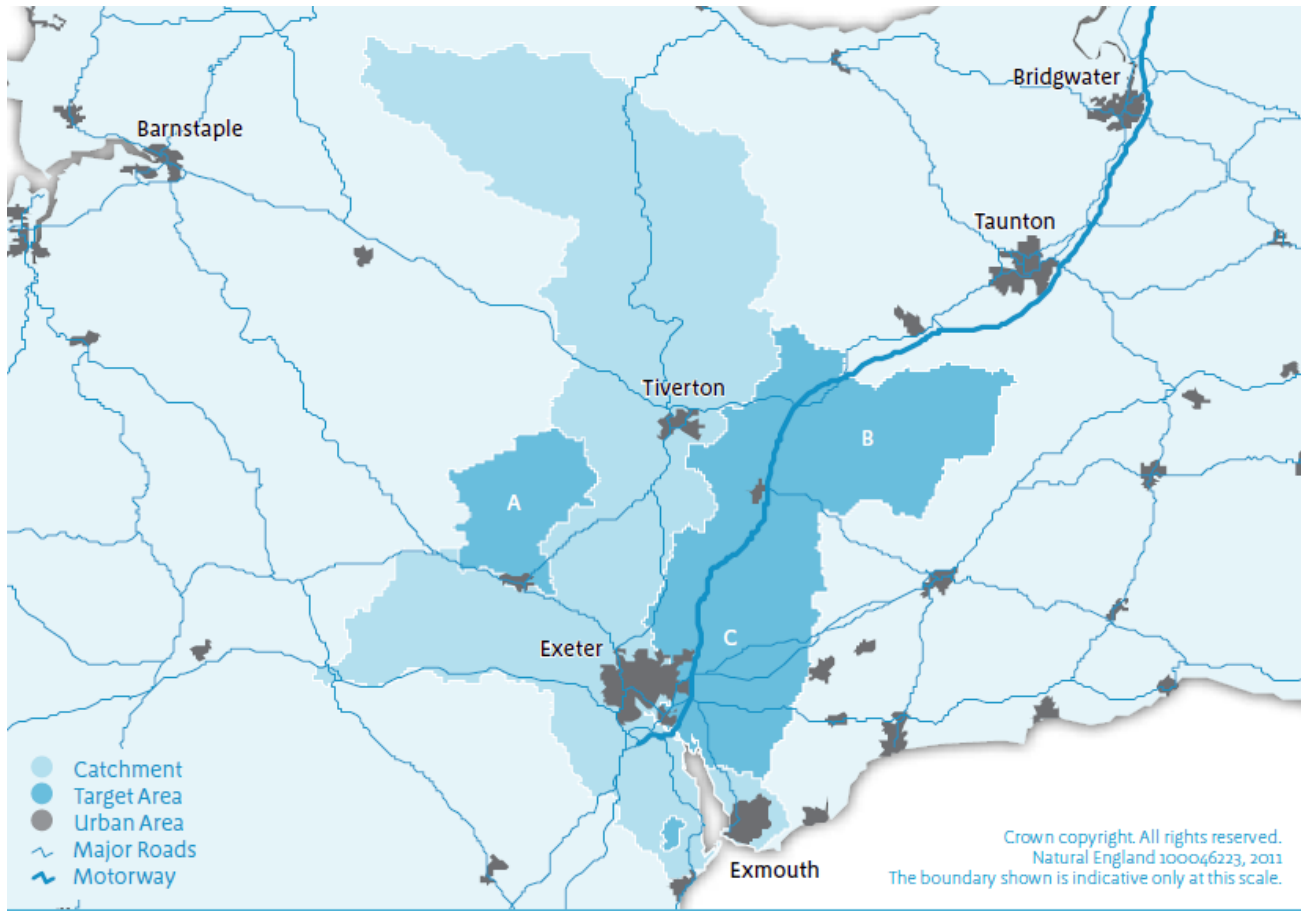 Bridgwater
Barnstaple
Taunton
Tiverton
B
A
Exeter
C
Catchment
Target Area
Urban Area
Major Roads
Motorway
Exmouth
Crown copyright. All rights reserved.
Natural England 100046223, 2011
The boundary shown is indicative only at this scale.